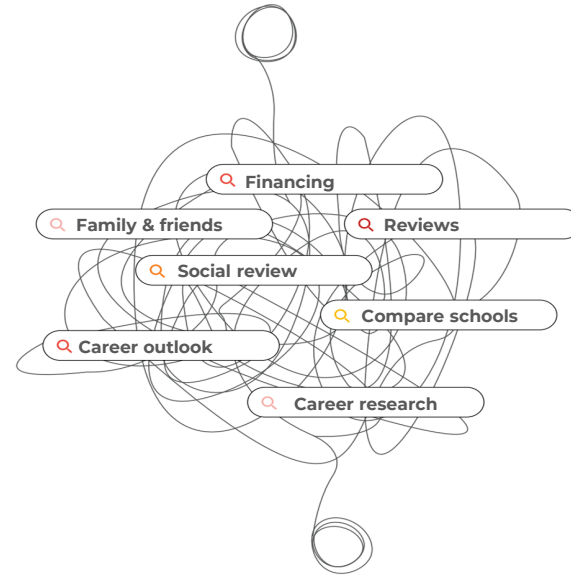 Financing
Family & friends
Reviews
Social review
Compare schools
Career outlook
Career research